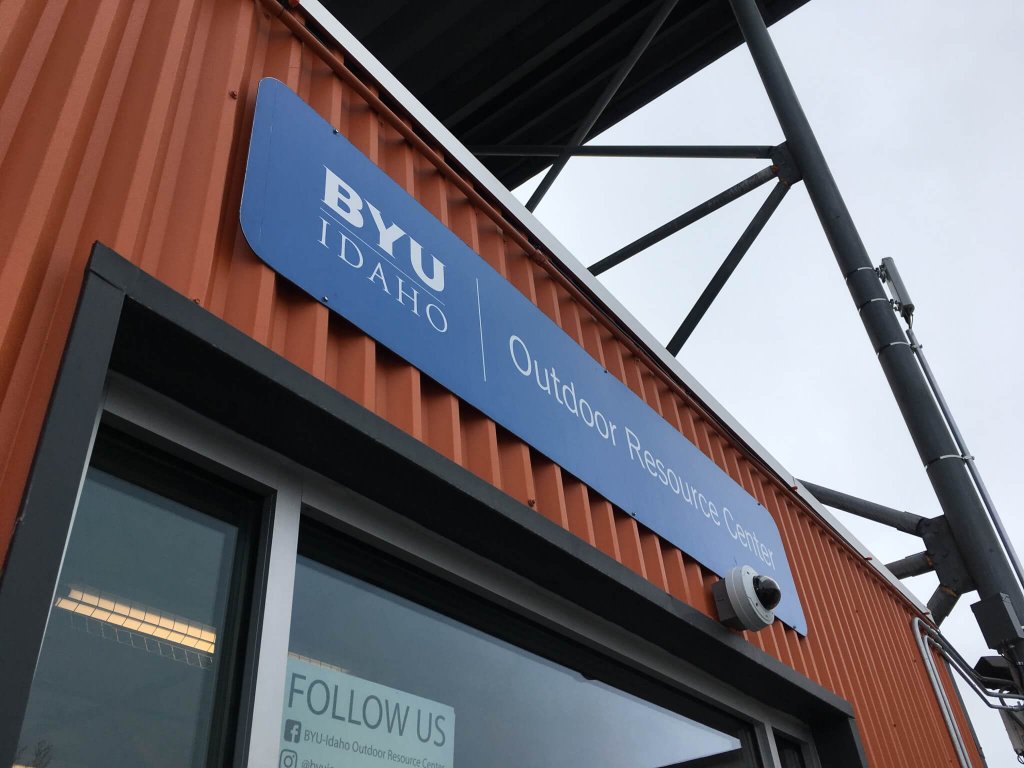 BYU
IDAHO
Outdoor Resource Center
FOLLOW US
BYU-Idaho Outdoor Resource Center